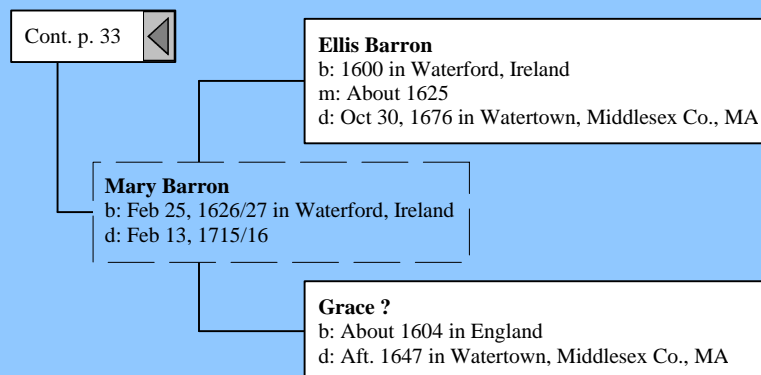 Cont. p. 33
Ellis Barron
b: 1600 in Waterford, Ireland
m: About 1625
d: Oct 30, 1676 in Watertown, Middlesex Co., MA
Mary Barron
b: Feb 25, 1626/27 in Waterford, Ireland
d: Feb 13, 1715/16
Grace ?
b: About 1604 in England
d: Aft. 1647 in Watertown, Middlesex Co., MA